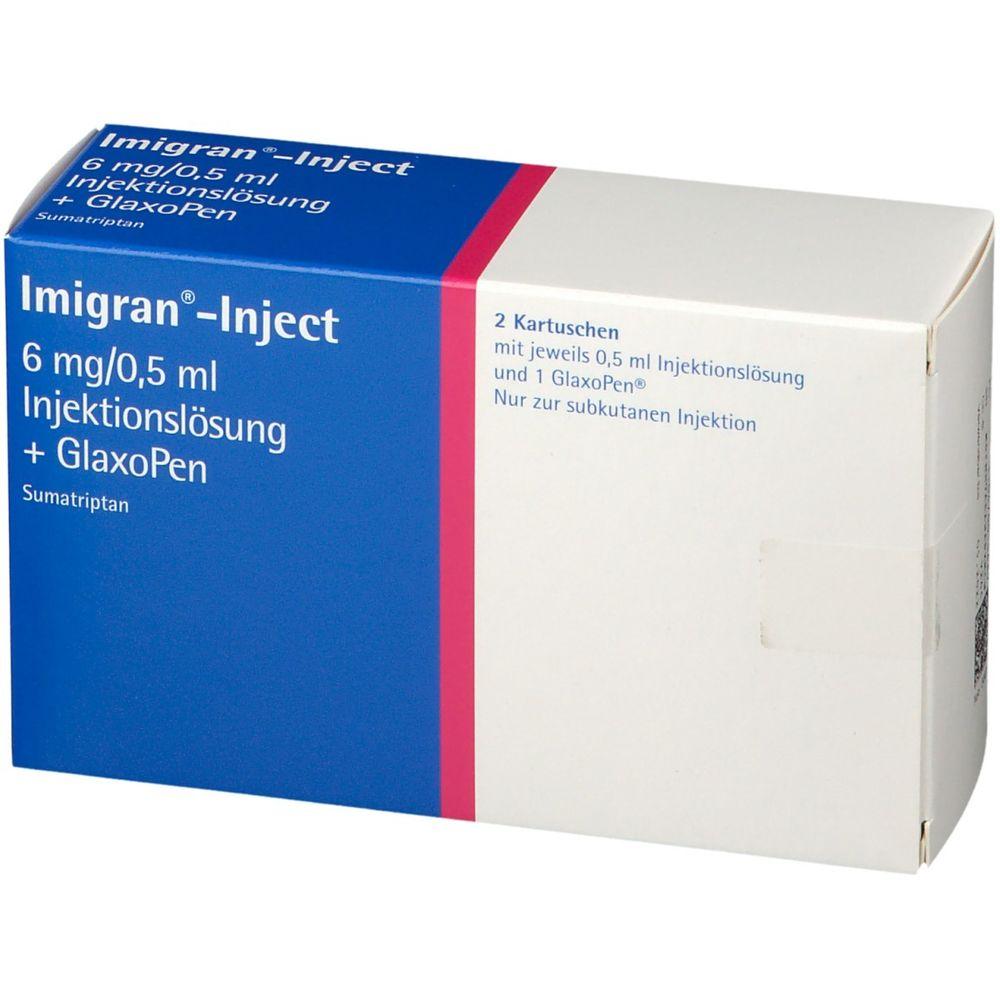 Imigran®-Inject
6 mg/0,5 ml
Injektionslösung
+ GlaxoPen
Sumatriptan
Imigran®-Inject
6 mg/0,5 ml
Injektionslösung
+ GlaxoPen
Sumatriptan
2 Kartuschen
mit jeweils 0,5 ml Injektionslösung
und 1 GlaxoPen®
Nur zur subkutanen Injektion